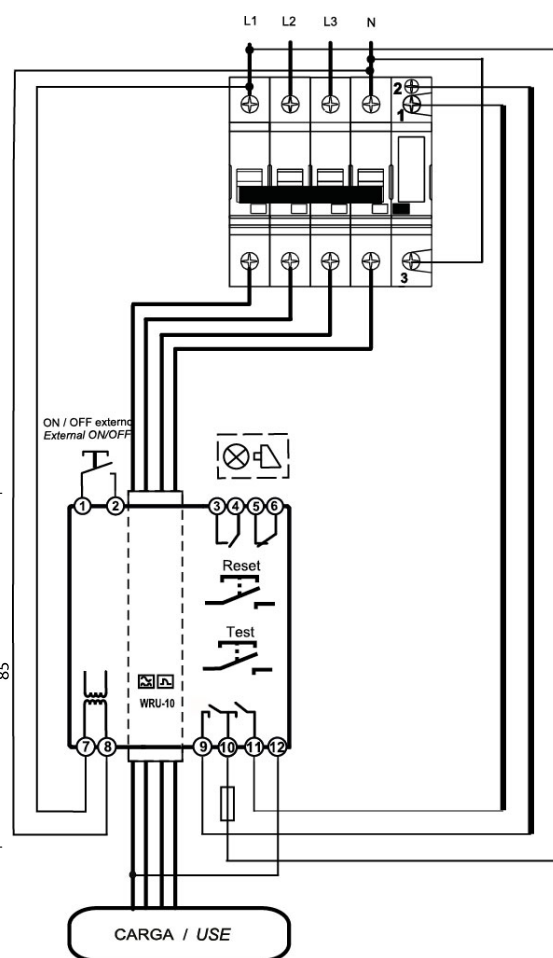 L1 L2 L3 N
2
1
3
ON / OFF externo
External ON/OFF
1 2 3 4 5 6
Reset
Test
85
WRU-10
7 8 9 10 11 12
CARGA / USE